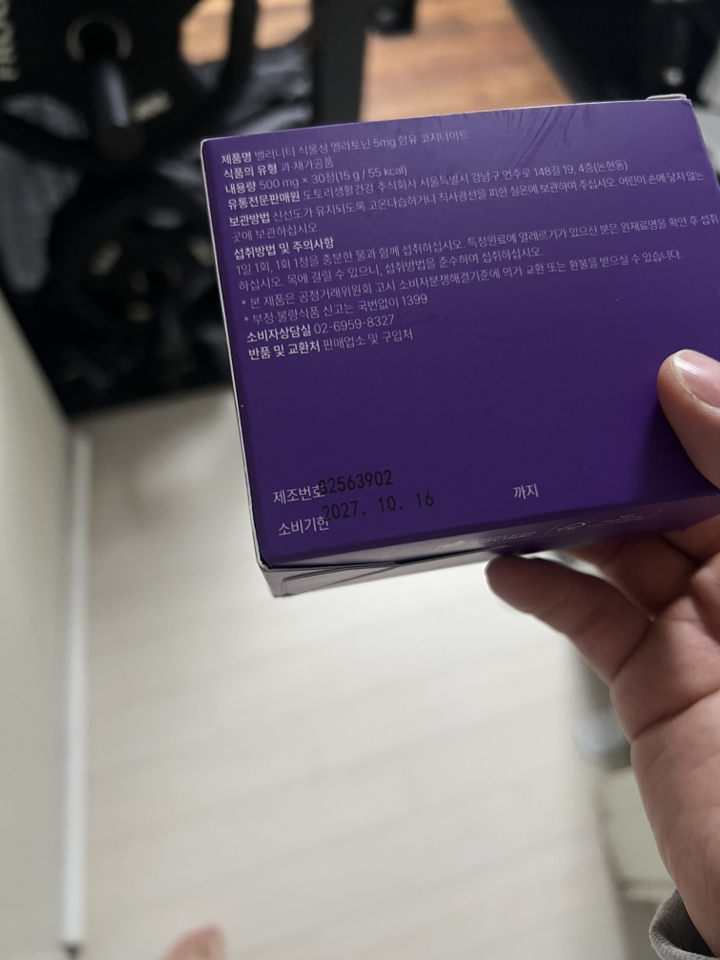 제품명 밸러나티 식물성 멜라토닌 5mg 함유 코자나이트
식품의 유형 과·채가공품
내용량 500 mg × 30정(15 g / 55 kcal)
유통전문판매원 도토리생활건강 주식회사 서울특별시 강남구 언주로 148길 19, 4층(논현동)
보관방법 신선도가 유지되도록 고온다습하거나 직사광선을 피한 실온에 보관하여 주십시오. 어린이 손에 닿지 않는
곳에 보관하십시오.
섭취방법 및 주의사항
1일 1회, 1회 1정을 충분한 물과 함께 섭취하십시오. 특정원료에 알레르기가 있으신 분은 원재료명을 확인 후 섭취
하십시오. 목에 걸릴 수 있으니, 섭취방법을 준수하여 섭취하십시오.
* 본 제품은 공정거래위원회 고시 소비자분쟁해결기준에 의거 교환 또는 환불을 받으실 수 있습니다.
* 부정·불량식품 신고는 국번없이 1399
소비자상담실 02-6959-8327
반품 및 교환처 판매업소 및 구입처
제조번호 G2563902
소비기한 2027. 10. 16 까지